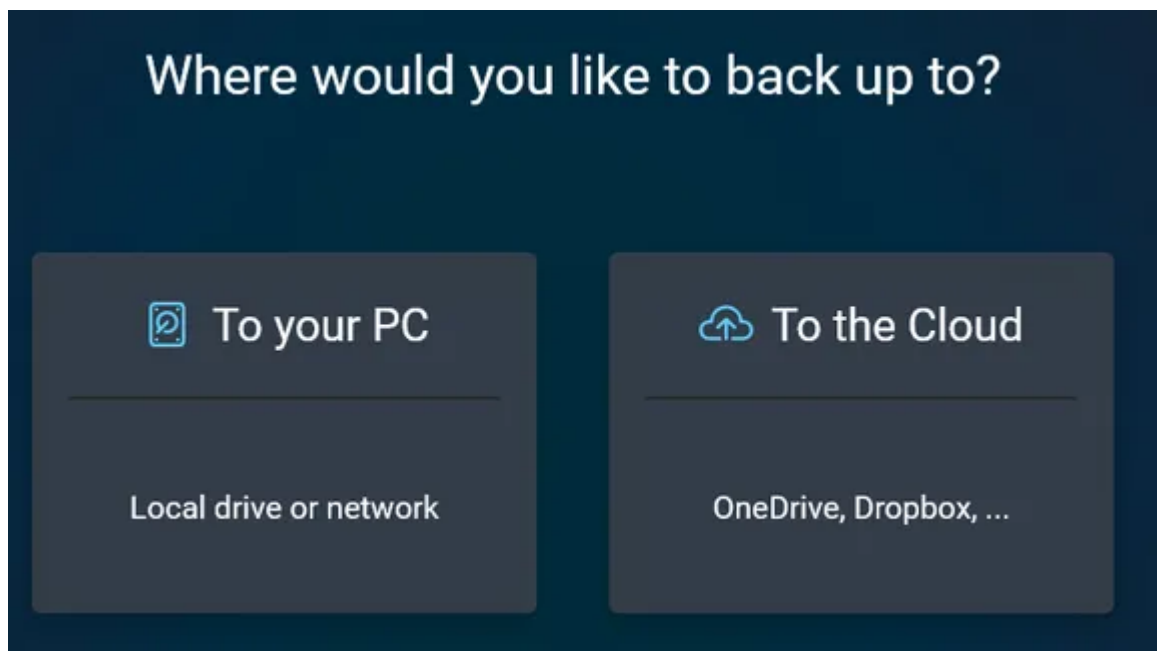 Where would you like to back up to?
To your PC
Local drive or network
To the Cloud
OneDrive, Dropbox, ...